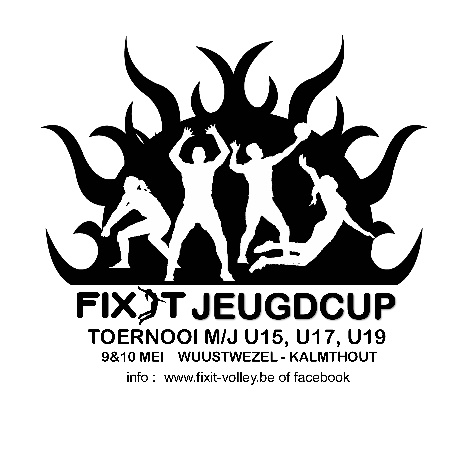 FIXIT JEUGDCUP
TOERNOOI M/J U15, U17, U19
9&10 MEI WUUSTWEZEL - KALMTHOUT
info : www.fixit-volley.be of facebook